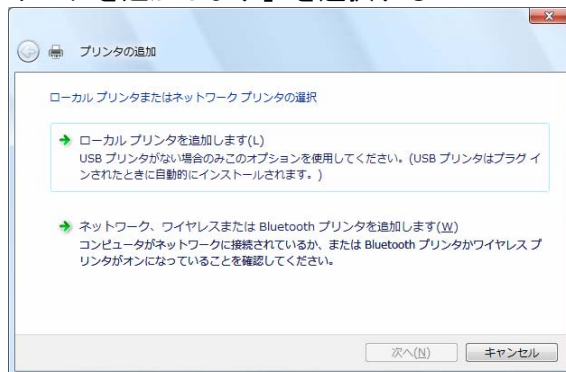 プリンタの追加
ローカル プリンタまたはネットワーク プリンタの選択
ローカル プリンタを追加します(L)
USB プリンタがない場合のみこのオプションを使用してください。(USB プリンタはプラグ イ
ンされたときに自動的にインストールされます。)
ネットワーク、ワイヤレスまたは Bluetooth プリンタを追加します(W)
コンピュータがネットワークに接続されているか、または Bluetooth プリンタかワイヤレス プ
リンタがオンになっていることを確認してください。
次へ(N)
キャンセル